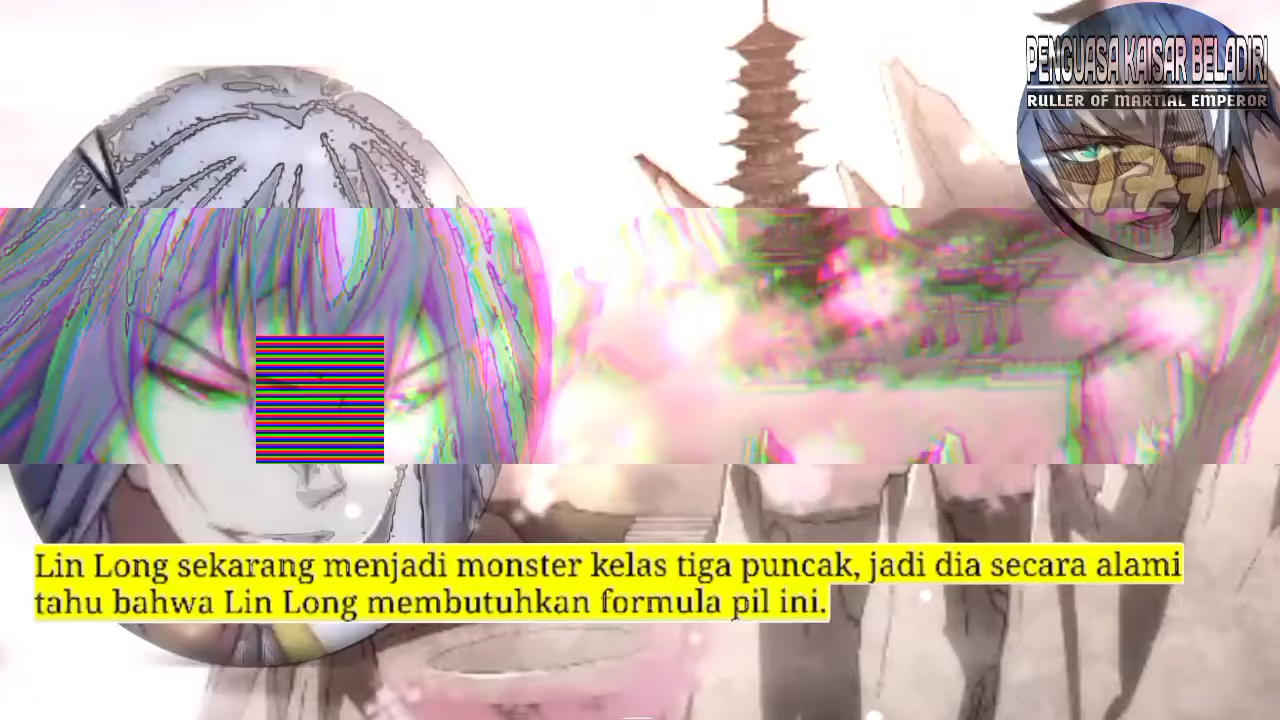 PENGUASA KAISAR BELADIRI
RULLER OF MARTIAL EMPEROR
177
Lin Long sekarang menjadi monster kelas tiga puncak, jadi dia secara alami
tahu bahwa Lin Long membutuhkan formula pil ini.